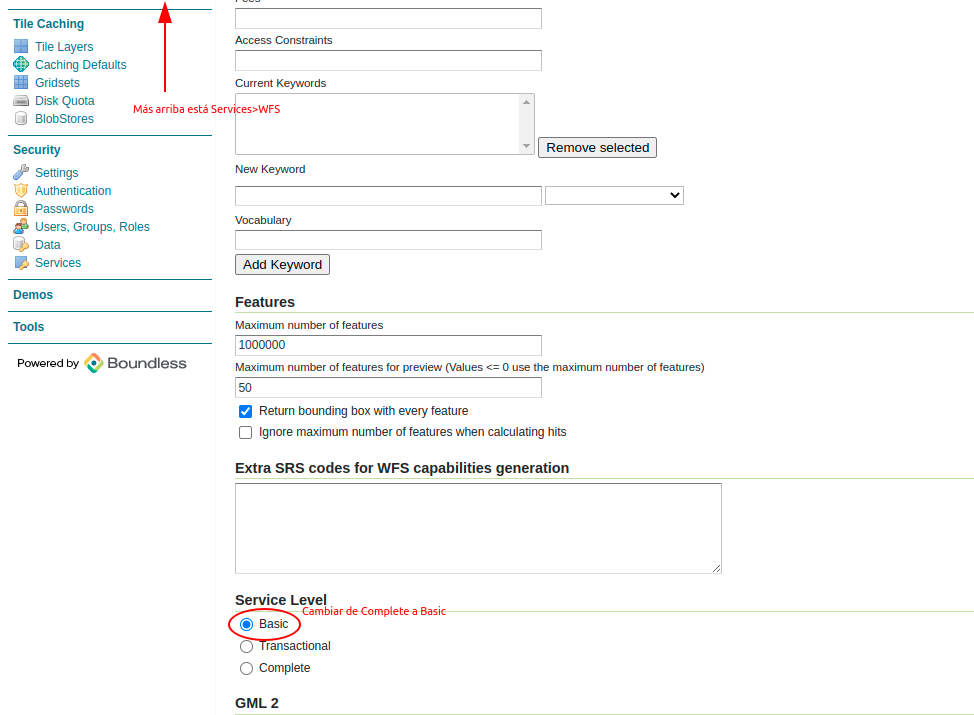 Tile Caching
Tile Layers
Caching Defaults
Gridsets
Disk Quota
BlobStores
Security
Settings
Authentication
Passwords
Users, Groups, Roles
Data
Services
Demos
Tools
Powered by Boundless
Más arriba está Services>WFS
Access Constraints
Current Keywords
Remove selected
New Keyword
Vocabulary
Add Keyword
Features
Maximum number of features
1000000
Maximum number of features for preview (Values <= 0 use the maximum number of features)
50
Return bounding box with every feature
Ignore maximum number of features when calculating hits
Extra SRS codes for WFS capabilities generation
Service Level
Cambiar de Complete a Basic
Basic
Transactional
Complete
GML 2